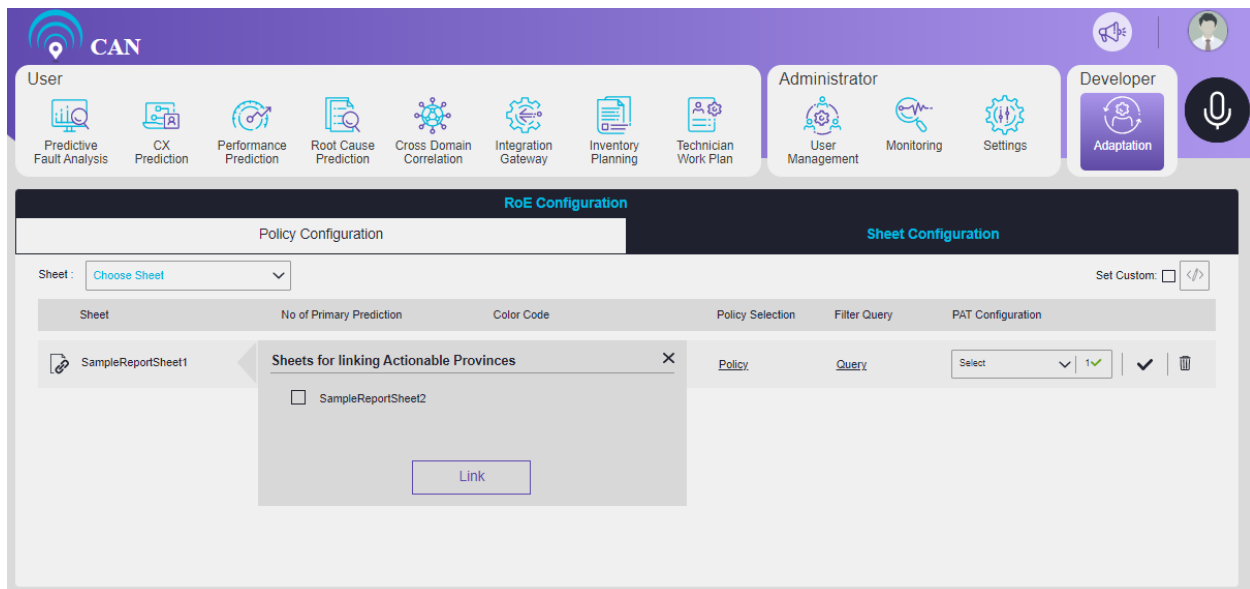 CAN
User
Administrator
Developer
Predictive
Fault Analysis
CX
Prediction
Performance
Prediction
Root Cause
Prediction
Cross Domain
Correlation
Integration
Gateway
Inventory
Planning
Technician
Work Plan
User
Management
Monitoring
Settings
Adaptation
RoE Configuration
Policy Configuration
Sheet Configuration
Sheet :
Choose Sheet
Set Custom:
</>
Sheet
No of Primary Prediction
Color Code
Policy Selection
Filter Query
PAT Configuration
SampleReportSheet1
Sheets for linking Actionable Provinces
Policy
Query
Select
1
SampleReportSheet2
Link